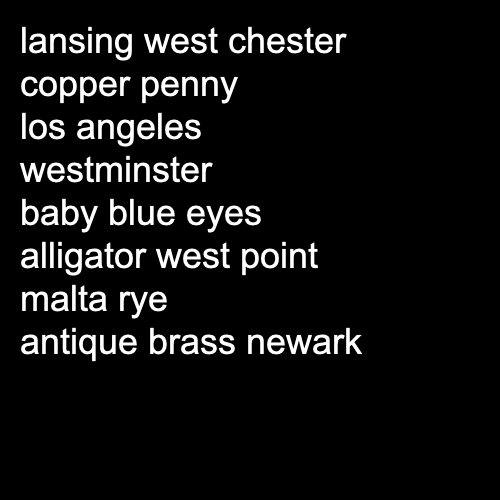 lansing west chester
copper penny
los angeles
westminster
baby blue eyes
alligator west point
malta rye
antique brass newark